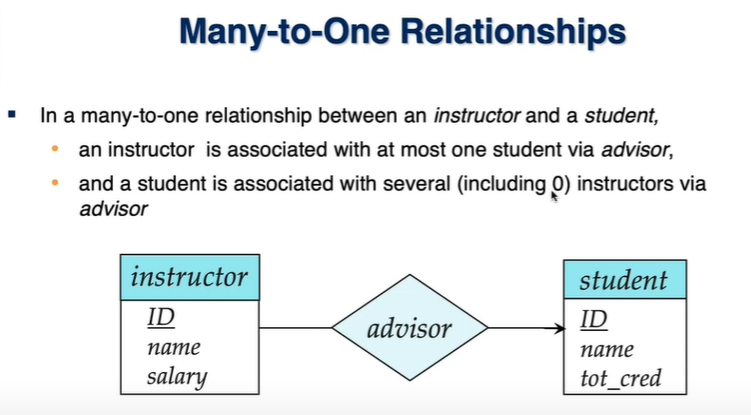 Many-to-One Relationships
In a many-to-one relationship between an instructor and a student,
an instructor is associated with at most one student via advisor,
and a student is associated with several (including 0) instructors via
advisor
instructor
ID
name
salary
advisor
student
ID
name
tot_cred